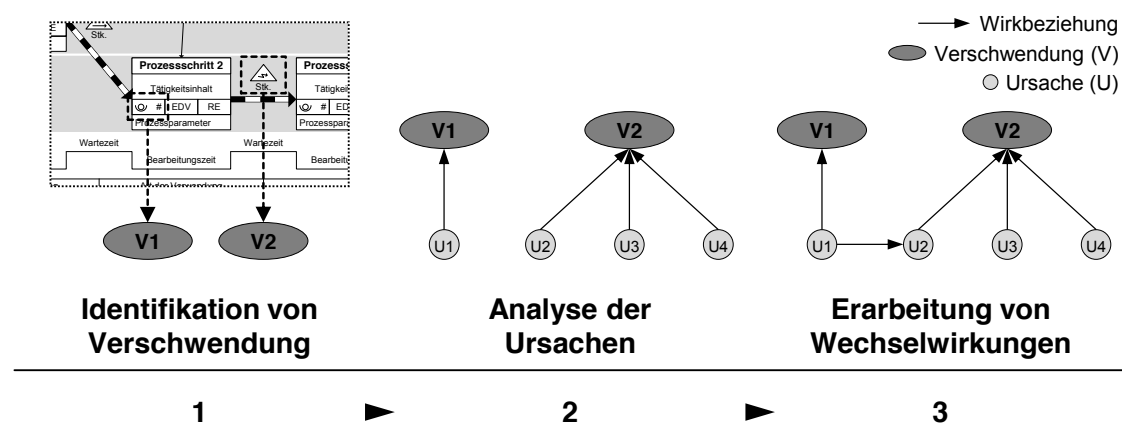 Wirkbeziehung
Verschwendung (V)
Ursache (U)
Stk.
Prozessschritt 2
Tätigkeitsinhalt
# EDV RE
Prozessparameter
Stk.
Wartezeit
Wartezeit
Bearbeitungszeit
V1
V2
V1
V2
U1
U2
U3
U4
V1
V2
U1
U2
U3
U4
Identifikation von
Verschwendung
Analyse der
Ursachen
Erarbeitung von
Wechselwirkungen
1
2
3